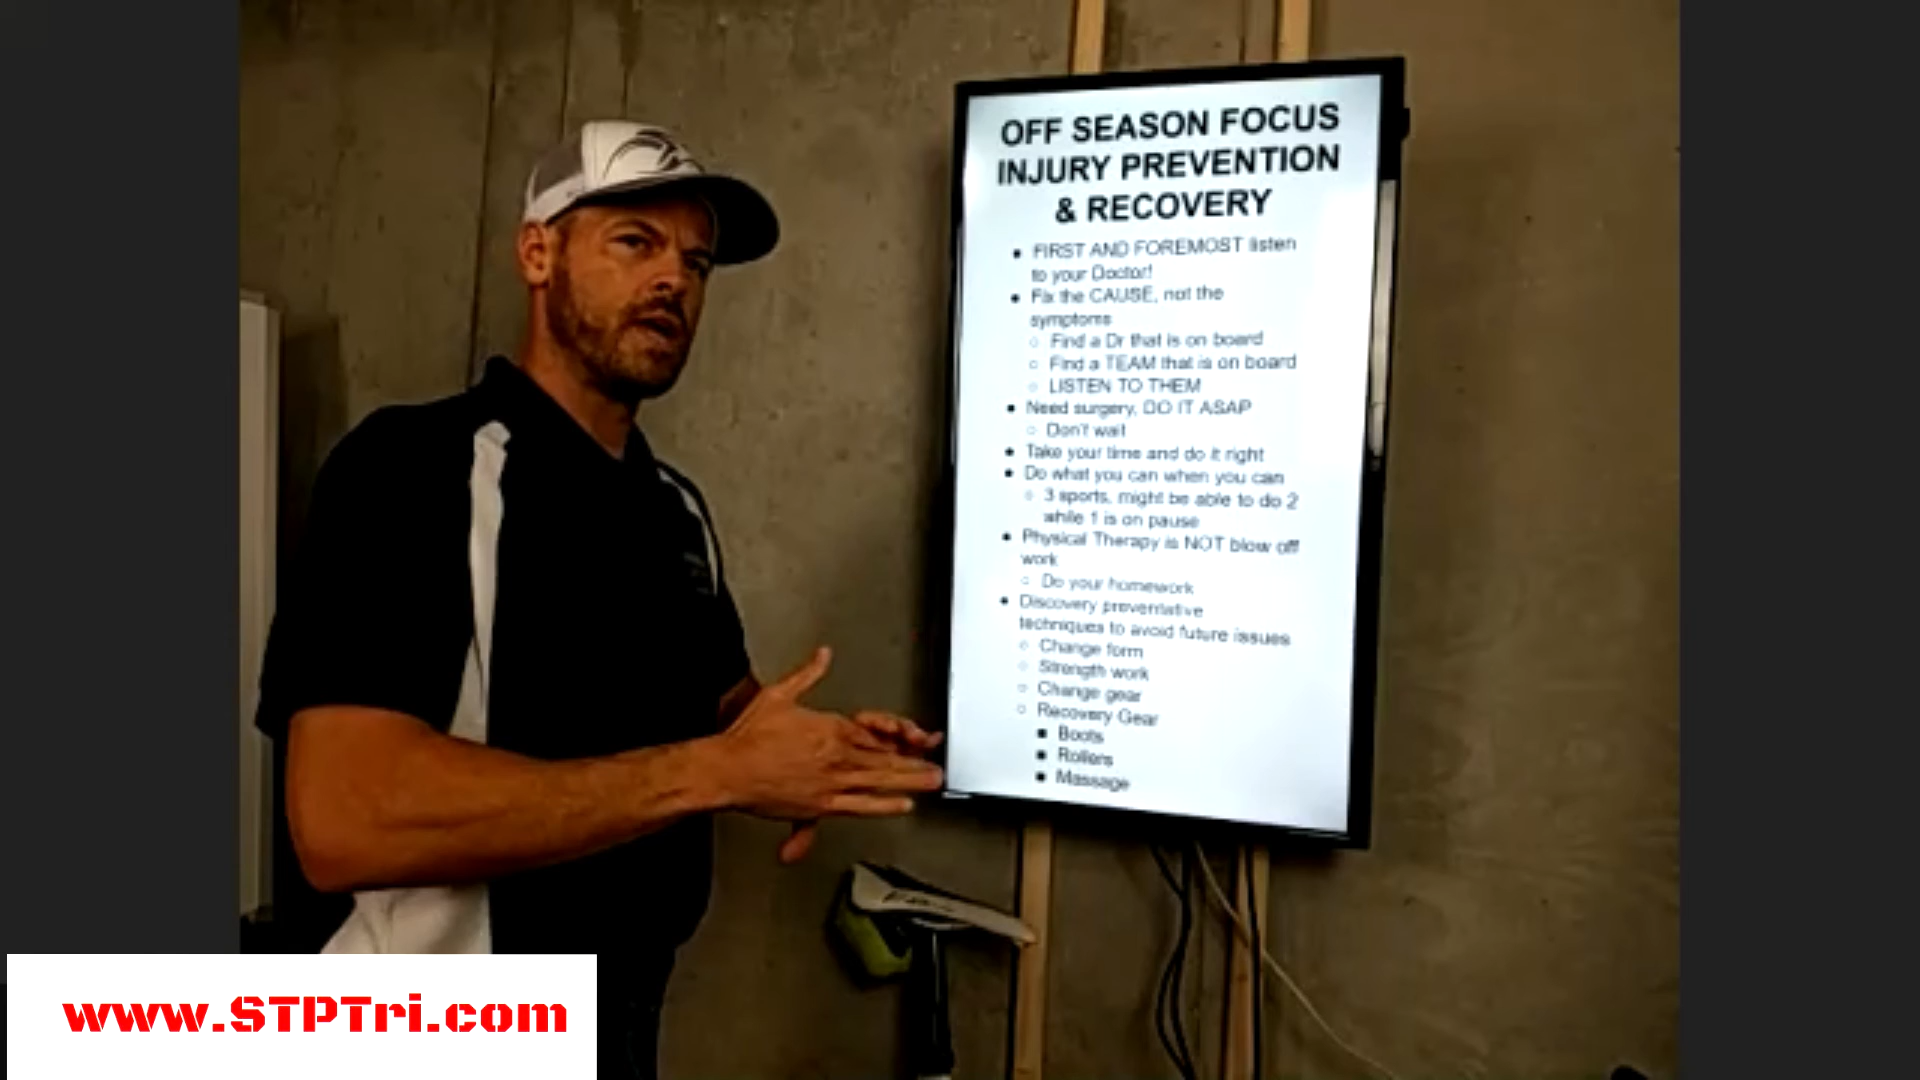 OFF SEASON FOCUS
INJURY PREVENTION
& RECOVERY
• FIRST AND FOREMOST listen
to your Doctor!
• Fix the CAUSE, not the
symptoms
○ Find a Dr that is on board
○ Find a TEAM that is on board
○ LISTEN TO THEM
• Need surgery, DO IT ASAP
○ Don't wait
• Take your time and do it right
• Do what you can when you can
○ 3 sports, might be able to do 2
while 1 is on pause
• Physical Therapy is NOT blow off
work
○ Do your homework
• Discovery preventative
techniques to avoid future issues
○ Change form
○ Strength work
○ Change gear
○ Recovery Gear
■ Boots
■ Rollers
■ Massage
www.STPTri.com